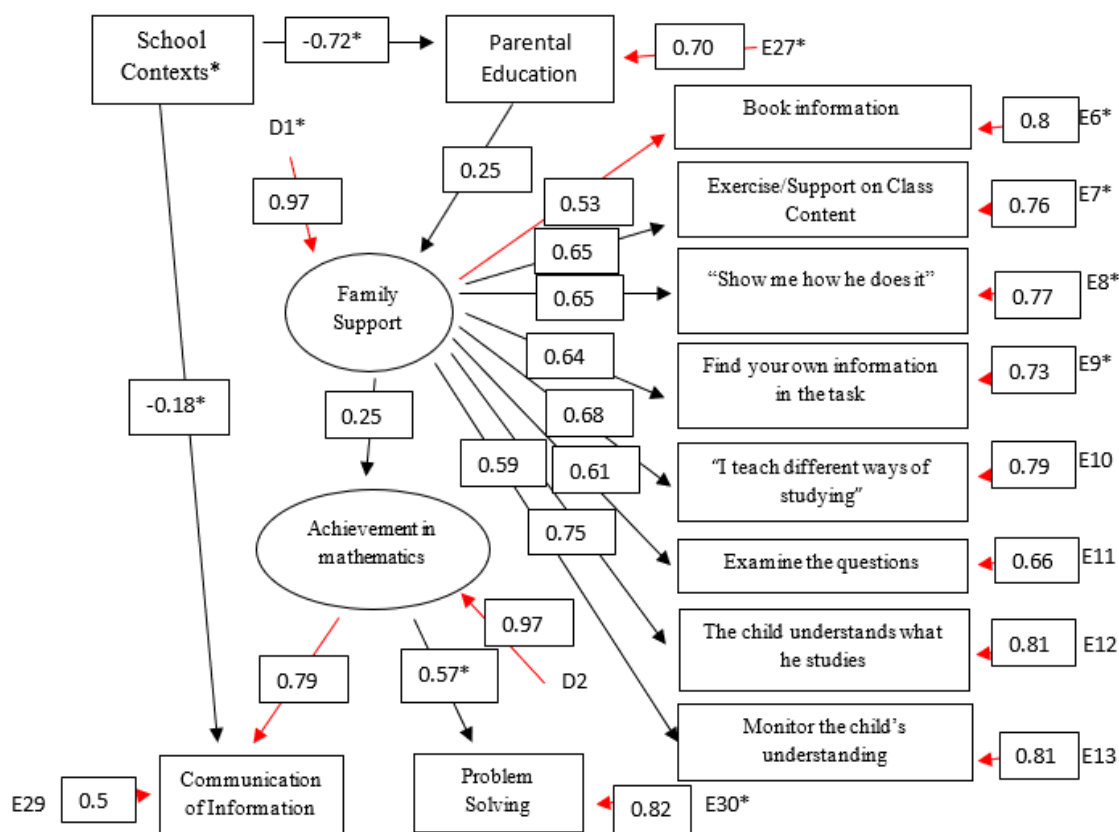 School
Contexts*
-0.72*
Parental
Education
0.70
E27*
Book information
0.8
E6*
D1*
0.25
0.53
Exercise/Support on Class
Content
0.76
E7*
0.97
0.65
Family
Support
0.65
"Show me how he does it"
0.77
E8*
0.64
Find your own information
in the task
0.73
E9*
-0.18*
0.25
0.68
0.59
0.61
"I teach different ways of
studying"
0.79
E10
Achievement in
mathematics
0.75
Examine the questions
0.66
E11
0.97
The child understands what
he studies
0.81
E12
0.79
0.57*
D2
Monitor the child's
understanding
0.81
E13
E29
0.5
Communication
of Information
Problem
Solving
0.82
E30*